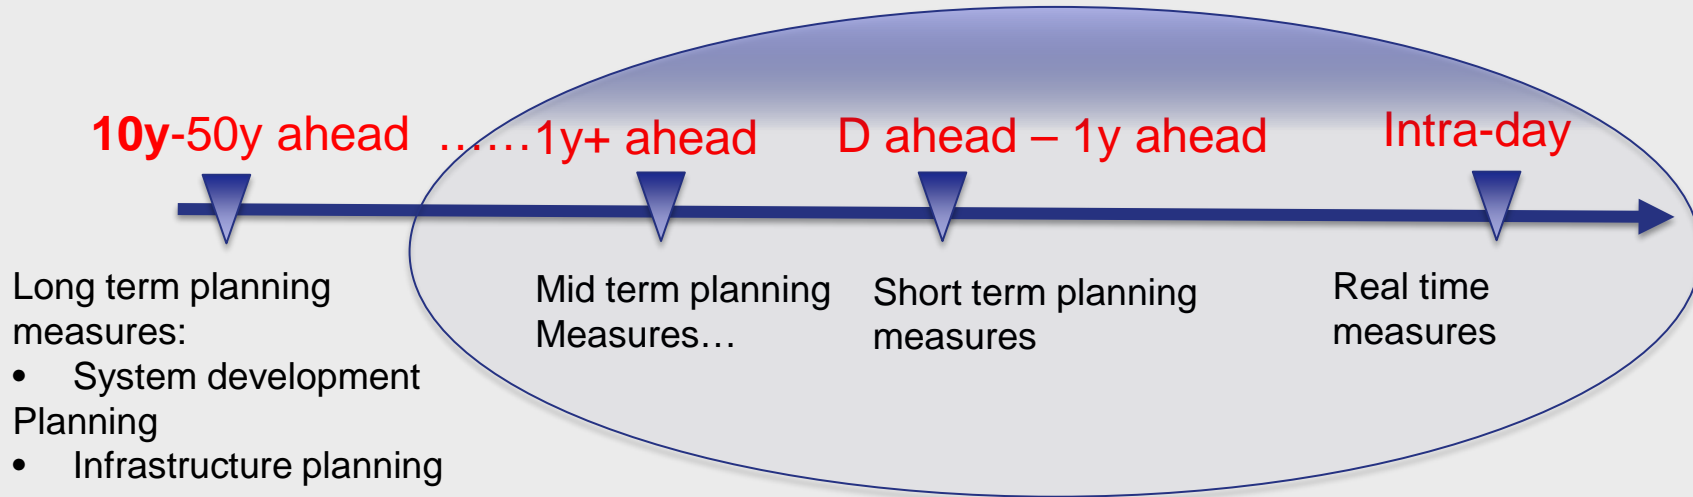 10y-50y ahead ......1y+ ahead D ahead – 1y ahead Intra-day
Long term planning
measures:
• System development
Planning
• Infrastructure planning
Mid term planning
Measures…
Short term planning
measures
Real time
measures